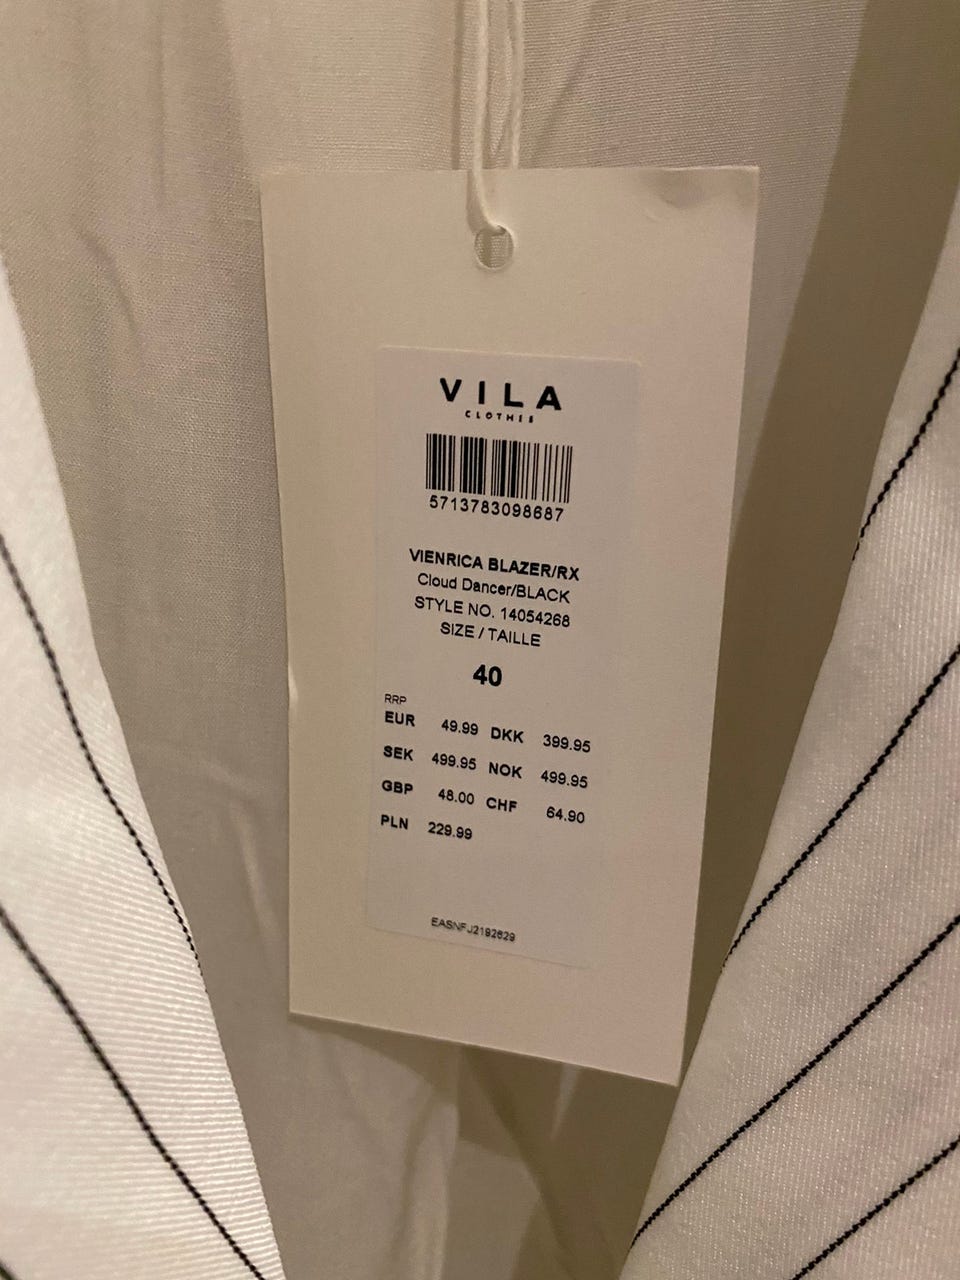 VILA
CLOTHES
5713783098687
VIENRICA BLAZER/RX
Cloud Dancer/BLACK
STYLE NO. 14054268
SIZE / TAILLE
40
RRP
EUR 49.99 DKK 399.95
SEK 499.95 NOK 499.95
GBP 48.00 CHF 64.90
PLN 229.99
EASNFJ2192629